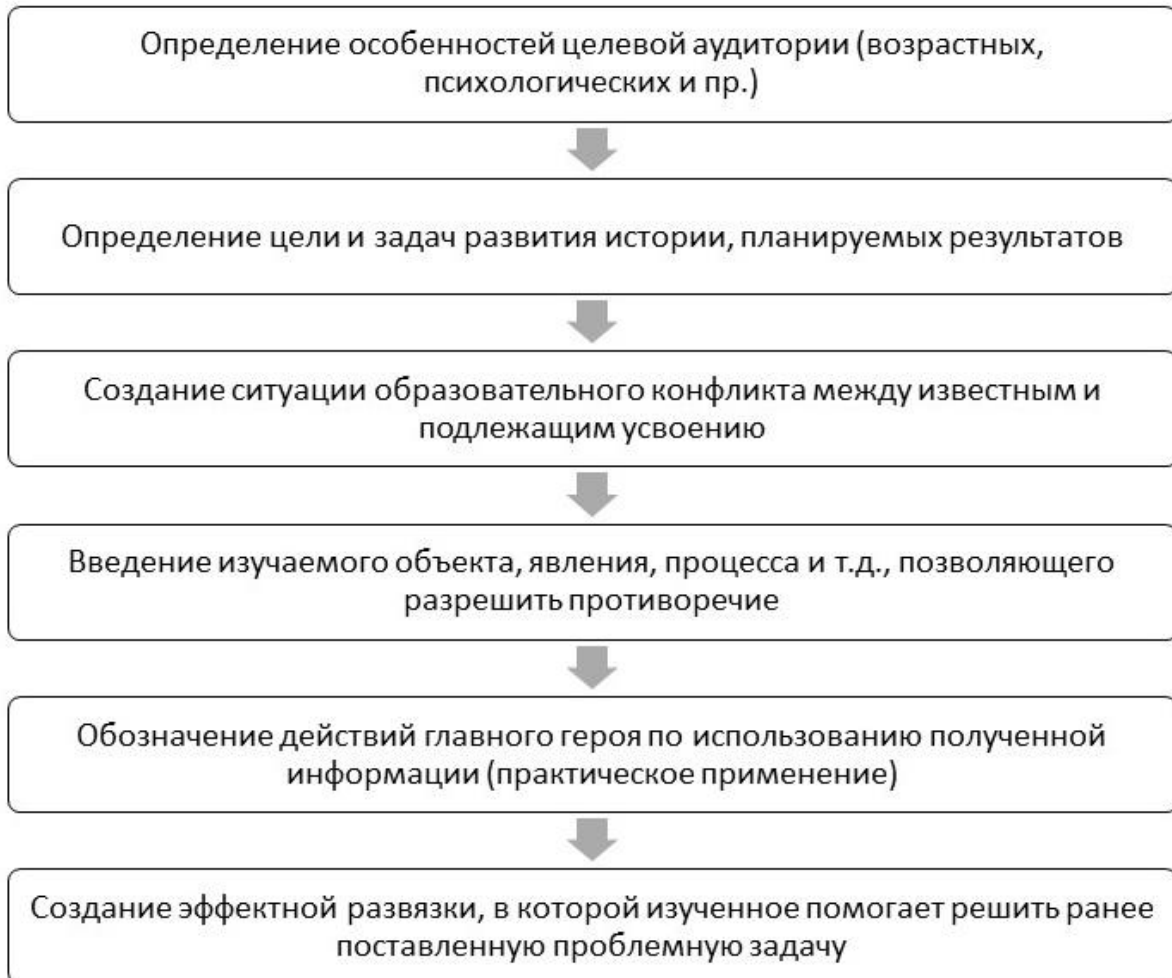 Определение особенностей целевой аудитории (возрастных,
психологических и пр.)
Определение цели и задач развития истории, планируемых результатов
Создание ситуации образовательного конфликта между известным и
подлежащим усвоению
Введение изучаемого объекта, явления, процесса и т.д., позволяющего
разрешить противоречие
Обозначение действий главного героя по использованию полученной
информации (практическое применение)
Создание эффектной развязки, в которой изученное помогает решить ранее
поставленную проблемную задачу